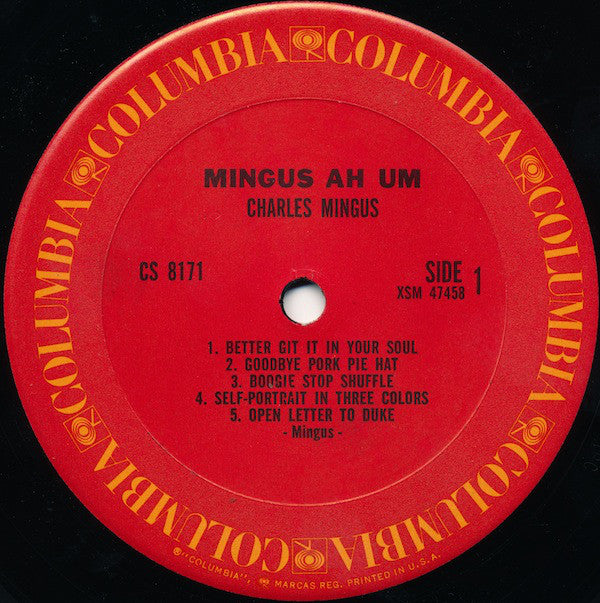 COLUMBIA COLUMBIA COLUMBIA COLUMBIA COLUMBIA COLUMBIA
MINGUS AH UM
CHARLES MINGUS
CS 8171
SIDE 1
XSM 47458
1. BETTER GIT IT IN YOUR SOUL
2. GOODBYE PORK PIE HAT
3. BOOGIE STOP SHUFFLE
4. SELF-PORTRAIT IN THREE COLORS
5. OPEN LETTER TO DUKE
- Mingus -
®"COLUMBIA", MARCAS REG. PRINTED IN U.S.A.